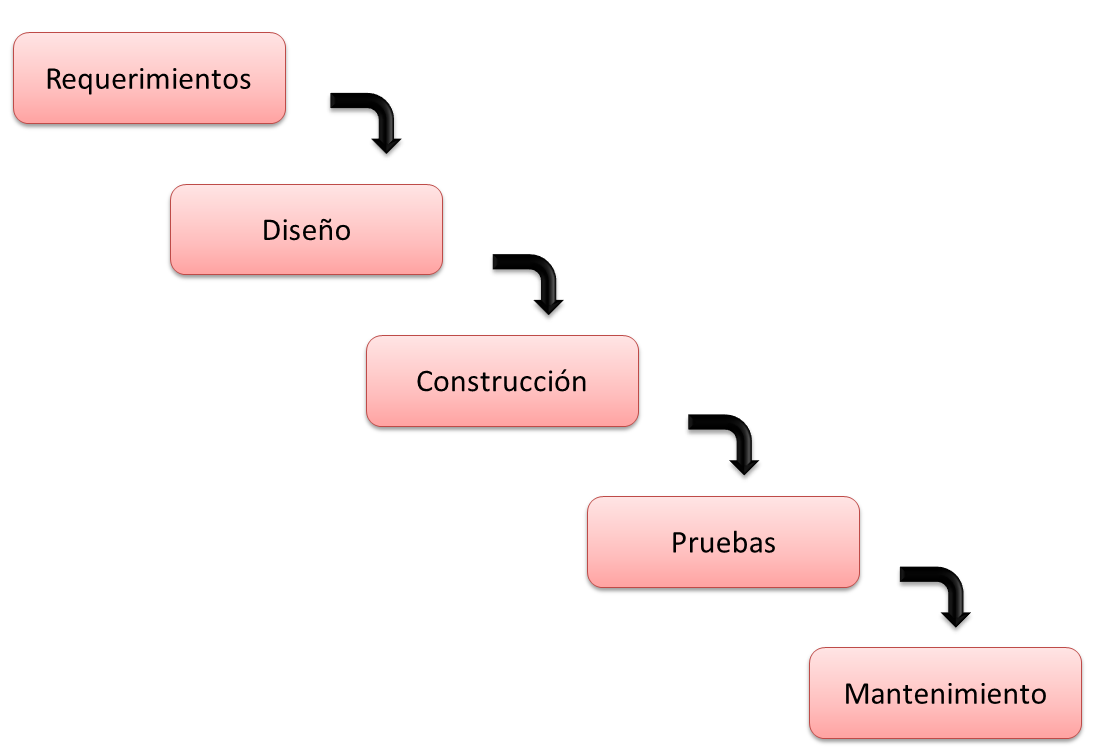 Requerimientos
Diseño
Construcción
Pruebas
Mantenimiento